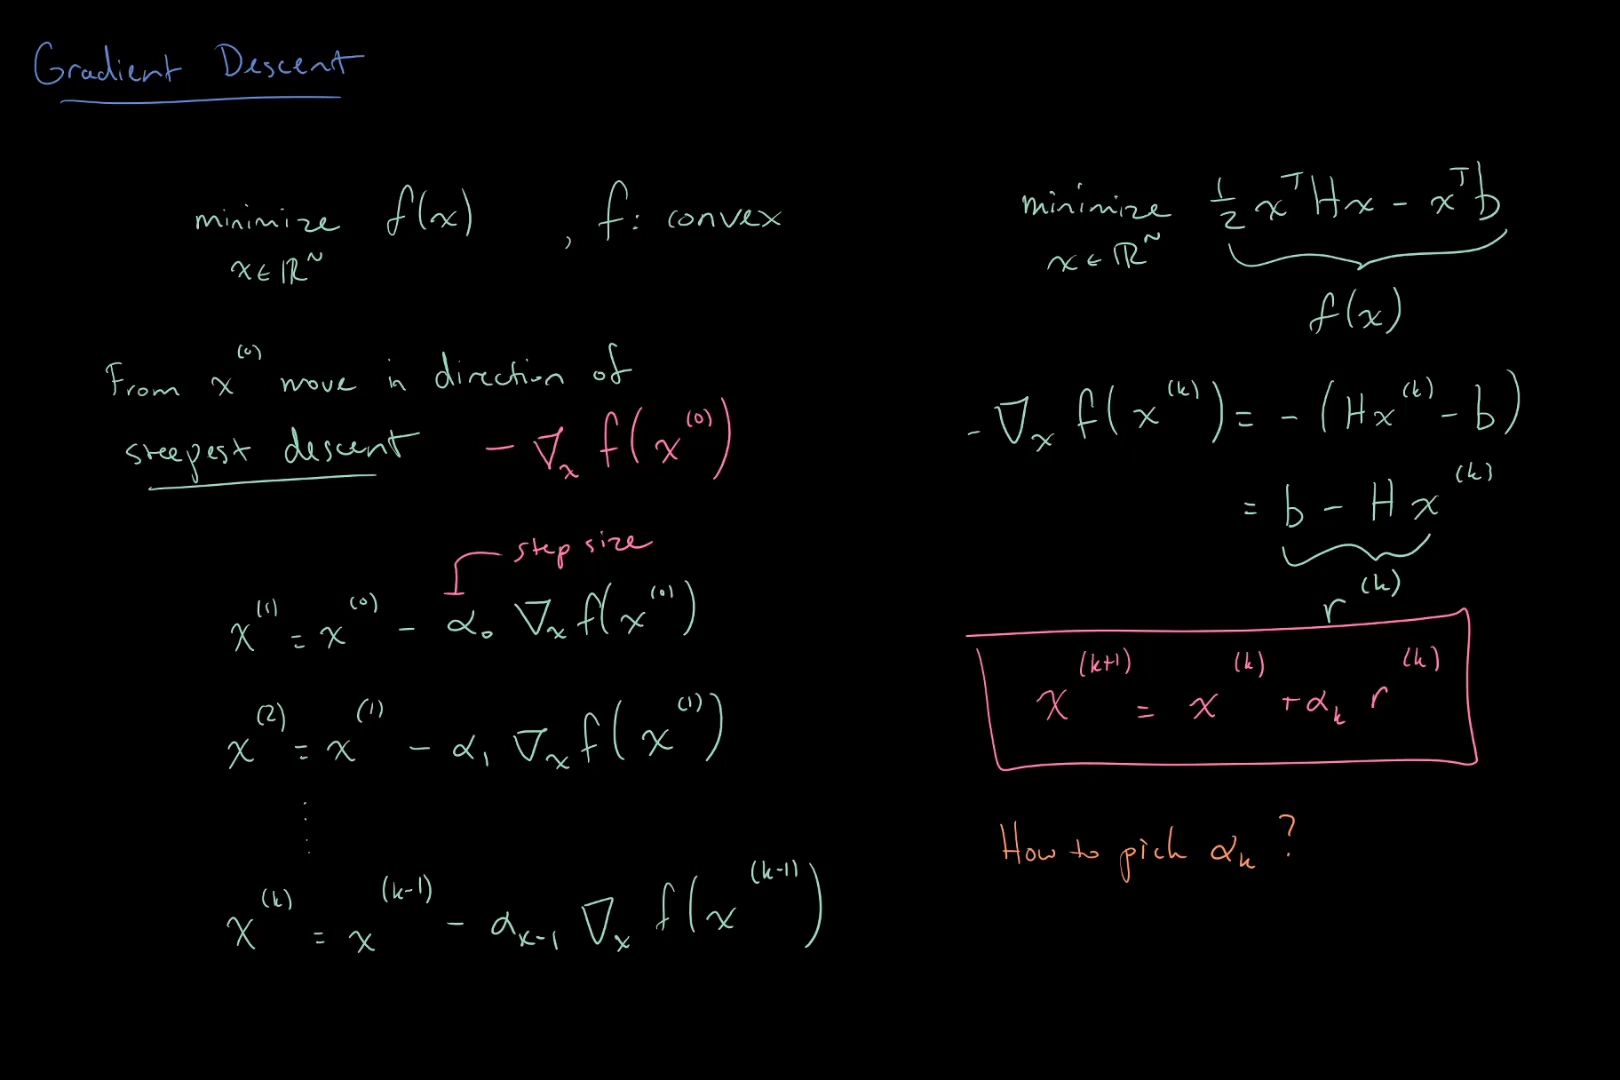 Gradient Descent
minimize f(x) , f: convex
x∈ℝᴺ
From x⁽⁰⁾ move in direction of
steepest descent − ∇ₓ f(x⁽⁰⁾)
step size
x⁽¹⁾ = x⁽⁰⁾ − α₀ ∇ₓ f(x⁽⁰⁾)
x⁽²⁾ = x⁽¹⁾ − α₁ ∇ₓ f(x⁽¹⁾)
⋮
x⁽ᵏ⁾ = x⁽ᵏ⁻¹⁾ − αₖ₋₁ ∇ₓ f(x⁽ᵏ⁻¹⁾)
minimize ½ xᵀHx − xᵀb
x∈ℝᴺ
f(x)
−∇ₓ f(x⁽ᵏ⁾) = −(Hx⁽ᵏ⁾ − b)
= b − Hx⁽ᵏ⁾
r⁽ᵏ⁾
x⁽ᵏ⁺¹⁾ = x⁽ᵏ⁾ + αₖ r⁽ᵏ⁾
How to pick αₖ ?